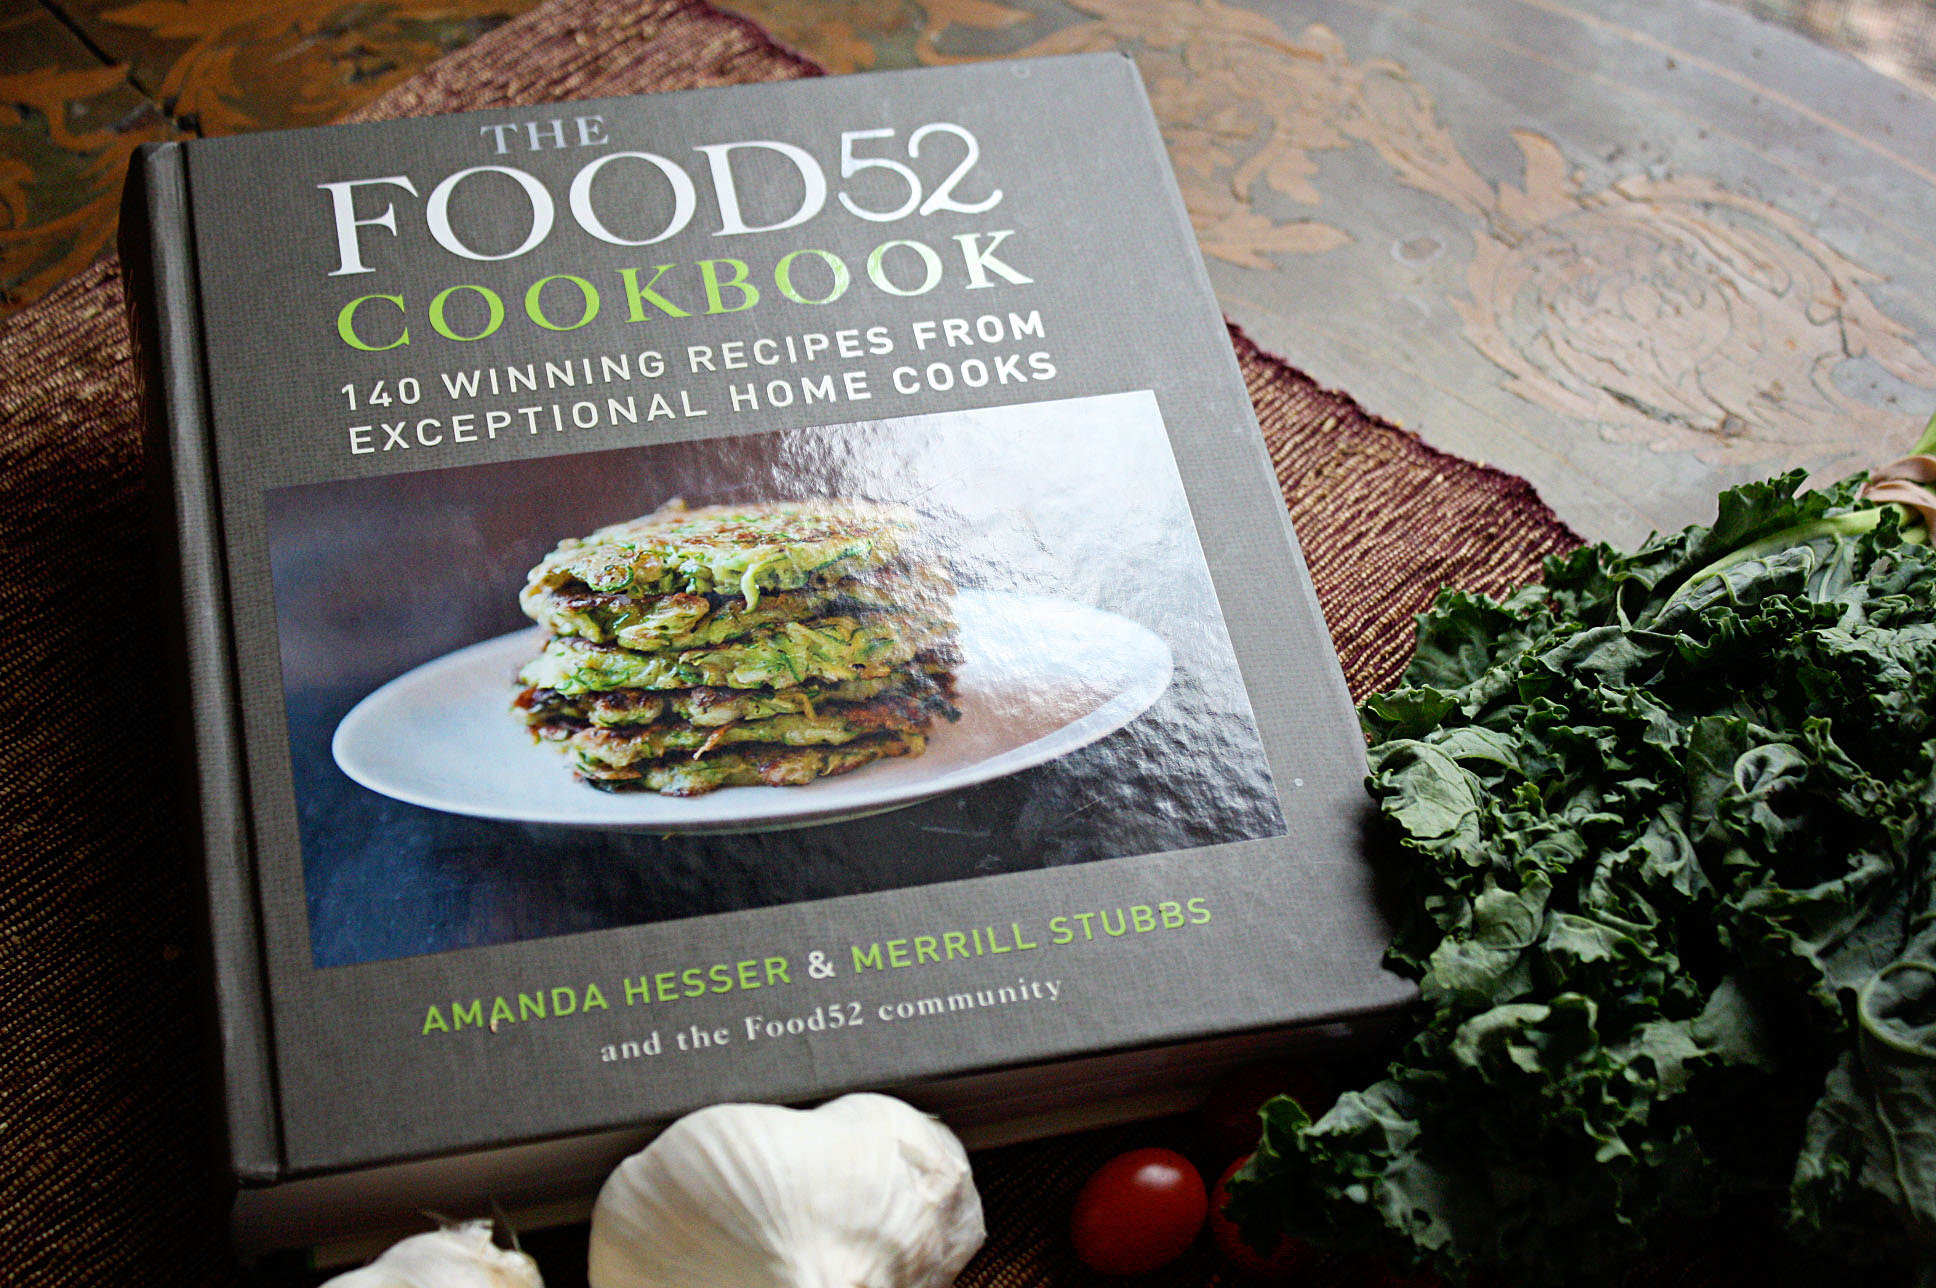 THE
FOOD52
COOKBOOK
140 WINNING RECIPES FROM
EXCEPTIONAL HOME COOKS
AMANDA HESSER & MERRILL STUBBS
and the Food52 community